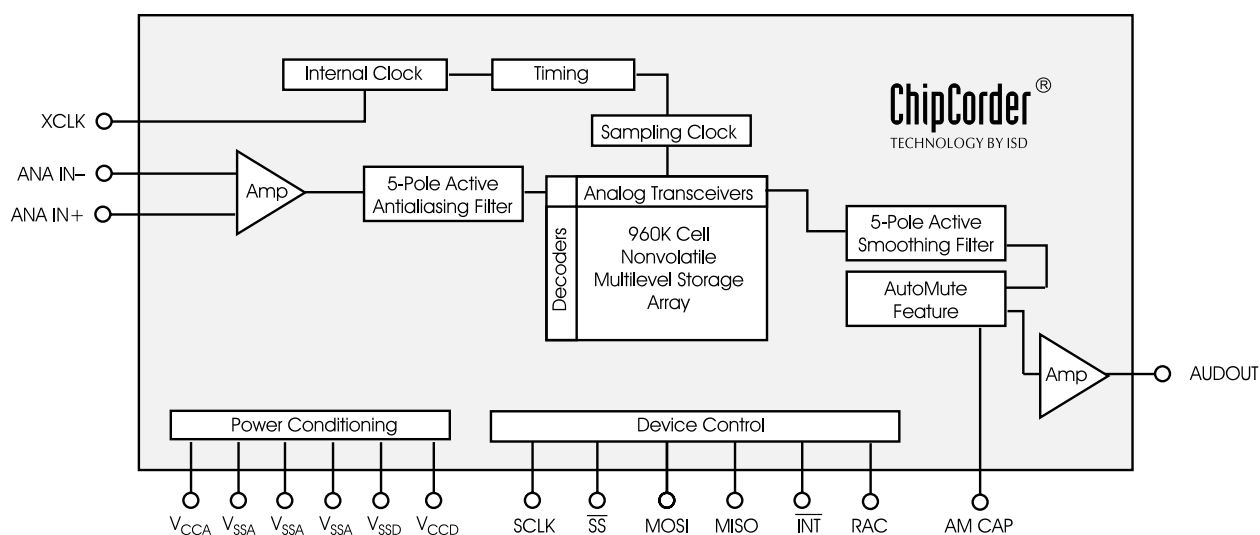 Internal Clock
Timing
ChipCorder®
TECHNOLOGY BY ISD
XCLK
Sampling Clock
ANA IN–
ANA IN+
Amp
5-Pole Active
Antialiasing Filter
Analog Transceivers
Decoders
960K Cell
Nonvolatile
Multilevel Storage
Array
5-Pole Active
Smoothing Filter
AutoMute
Feature
Amp
AUDOUT
Power Conditioning
Device Control
VCCA
VSSA
VSSA
VSSA
VSSD
VCCD
SCLK
S̅S̅
MOSI
MISO
I̅N̅T̅
RAC
AM CAP